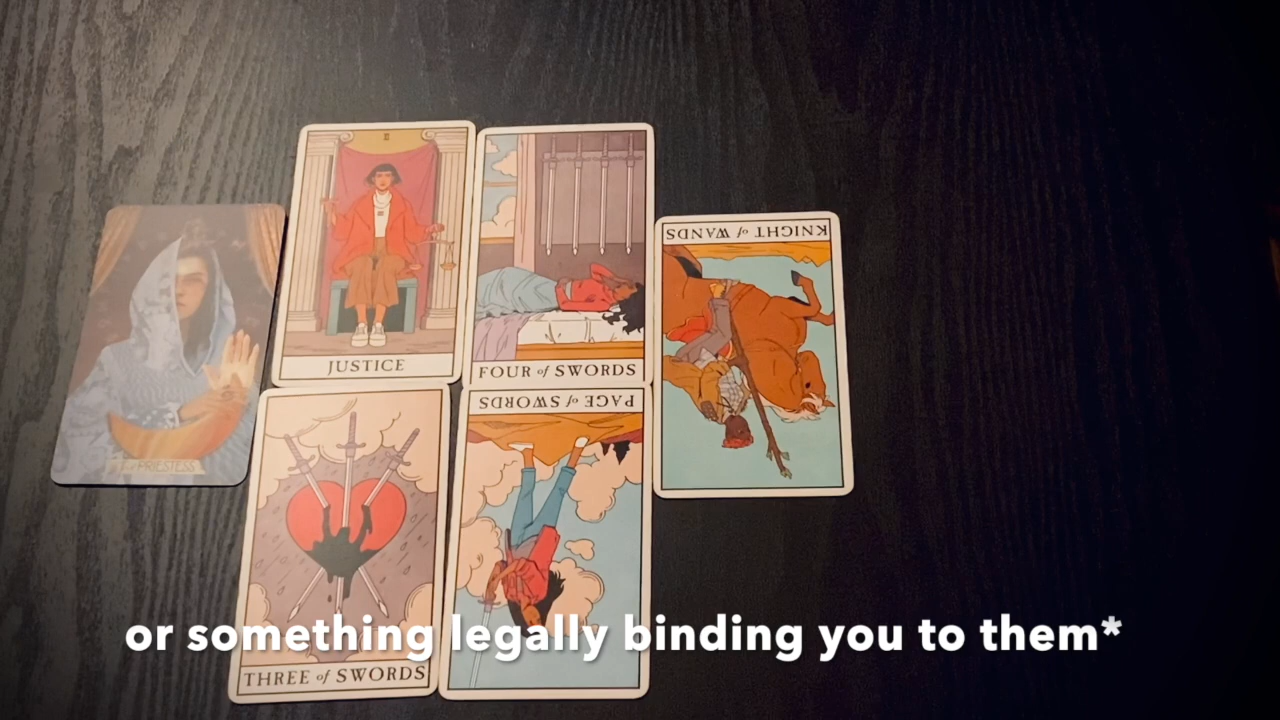 JUSTICE
FOUR of SWORDS
KNIGHT of WANDS
PRIESTESS
PAGE of SWORDS
THREE of SWORDS
or something legally binding you to them*